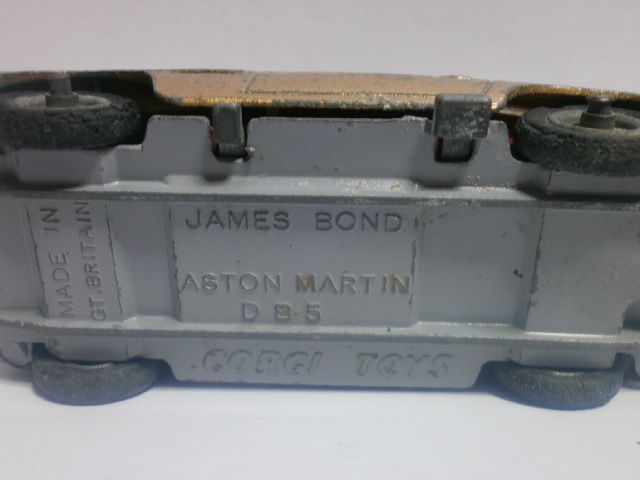 MADE IN
GT. BRITAIN
JAMES BOND
ASTON MARTIN
D B-5
CORGI TOYS